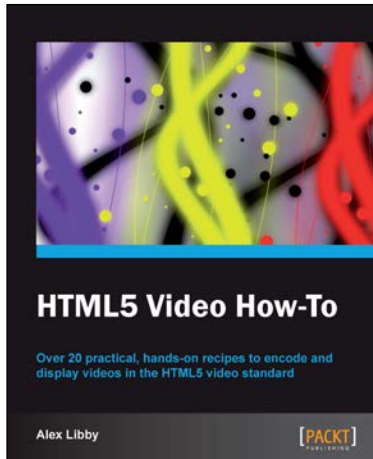 HTML5 Video How-To
Over 20 practical, hands-on recipes to encode and
display videos in the HTML5 video standard
Alex Libby
[PACKT]
PUBLISHING